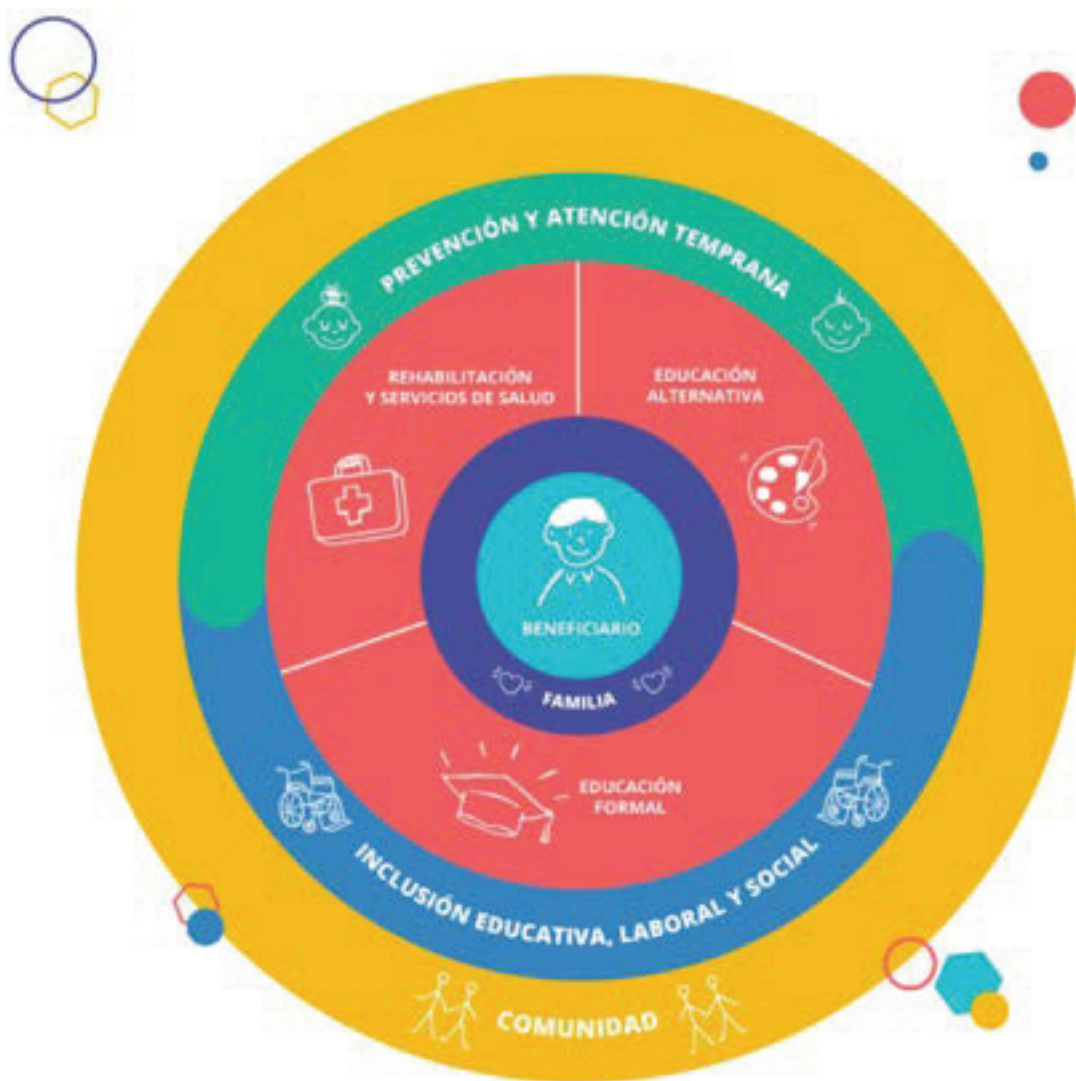 PREVENCIÓN Y ATENCIÓN TEMPRANA
REHABILITACIÓN
Y SERVICIOS DE SALUD
EDUCACIÓN
ALTERNATIVA
BENEFICIARIO
FAMILIA
EDUCACIÓN
FORMAL
INCLUSIÓN EDUCATIVA, LABORAL Y SOCIAL
COMUNIDAD